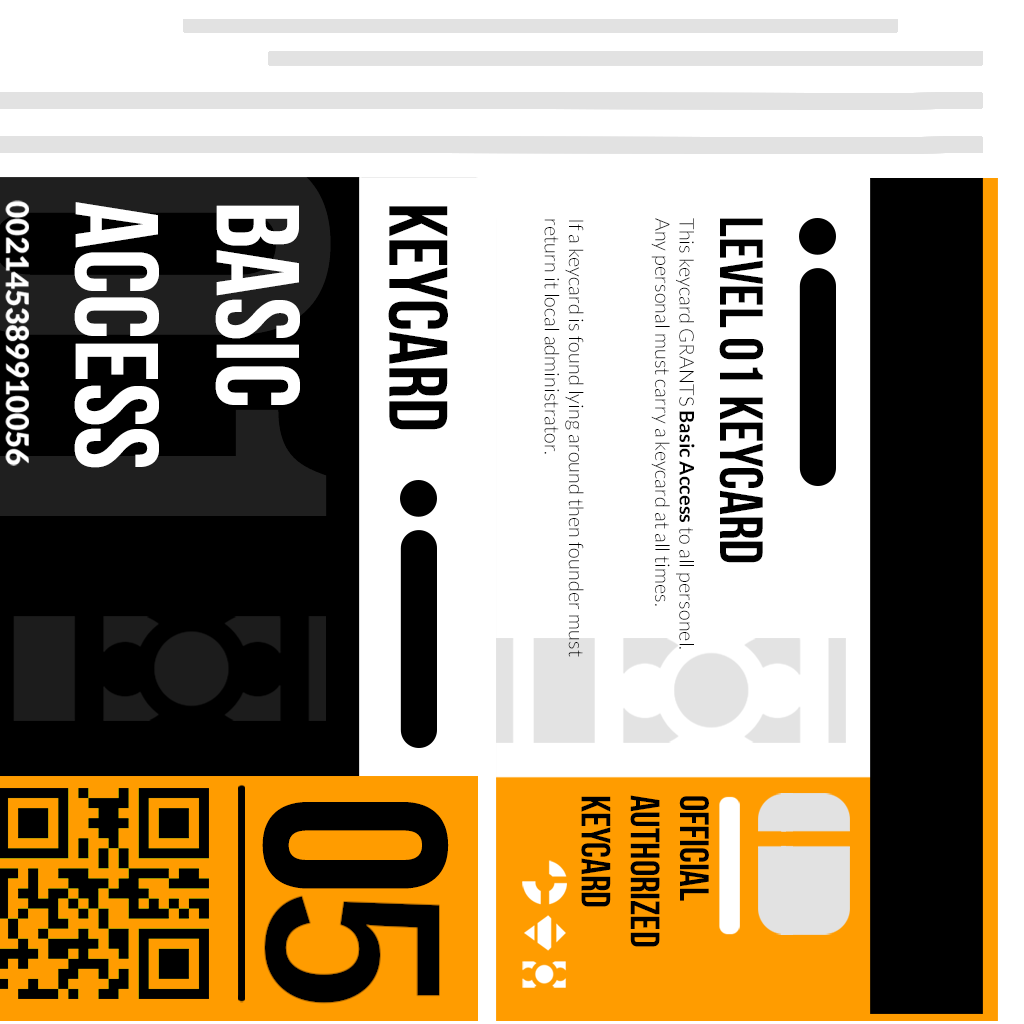 LEVEL 01 KEYCARD
This keycard GRANTS Basic Access to all personel.
Any personal must carry a keycard at all times.
If a keycard is found lying around then founder must
return it local administrator.
OFFICIAL
AUTHORIZED
KEYCARD
KEYCARD
BASIC
ACCESS
002145389910056
05